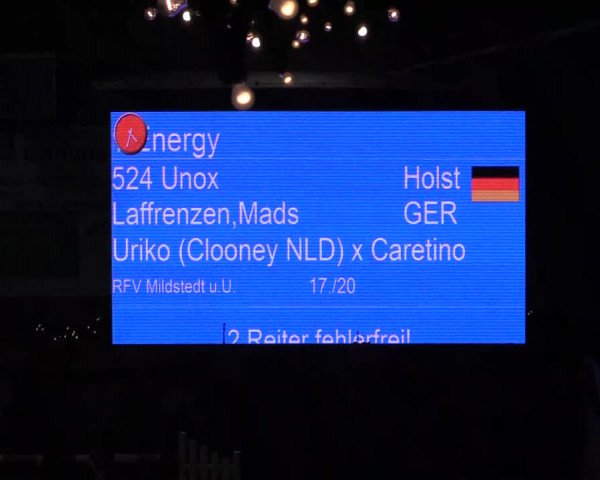 Energy
524 Unox Holst
Laffrenzen,Mads GER
Uriko (Clooney NLD) x Caretino
RFV Mildstedt u.U. 17 /20
2 Reiter fehlerfrei!